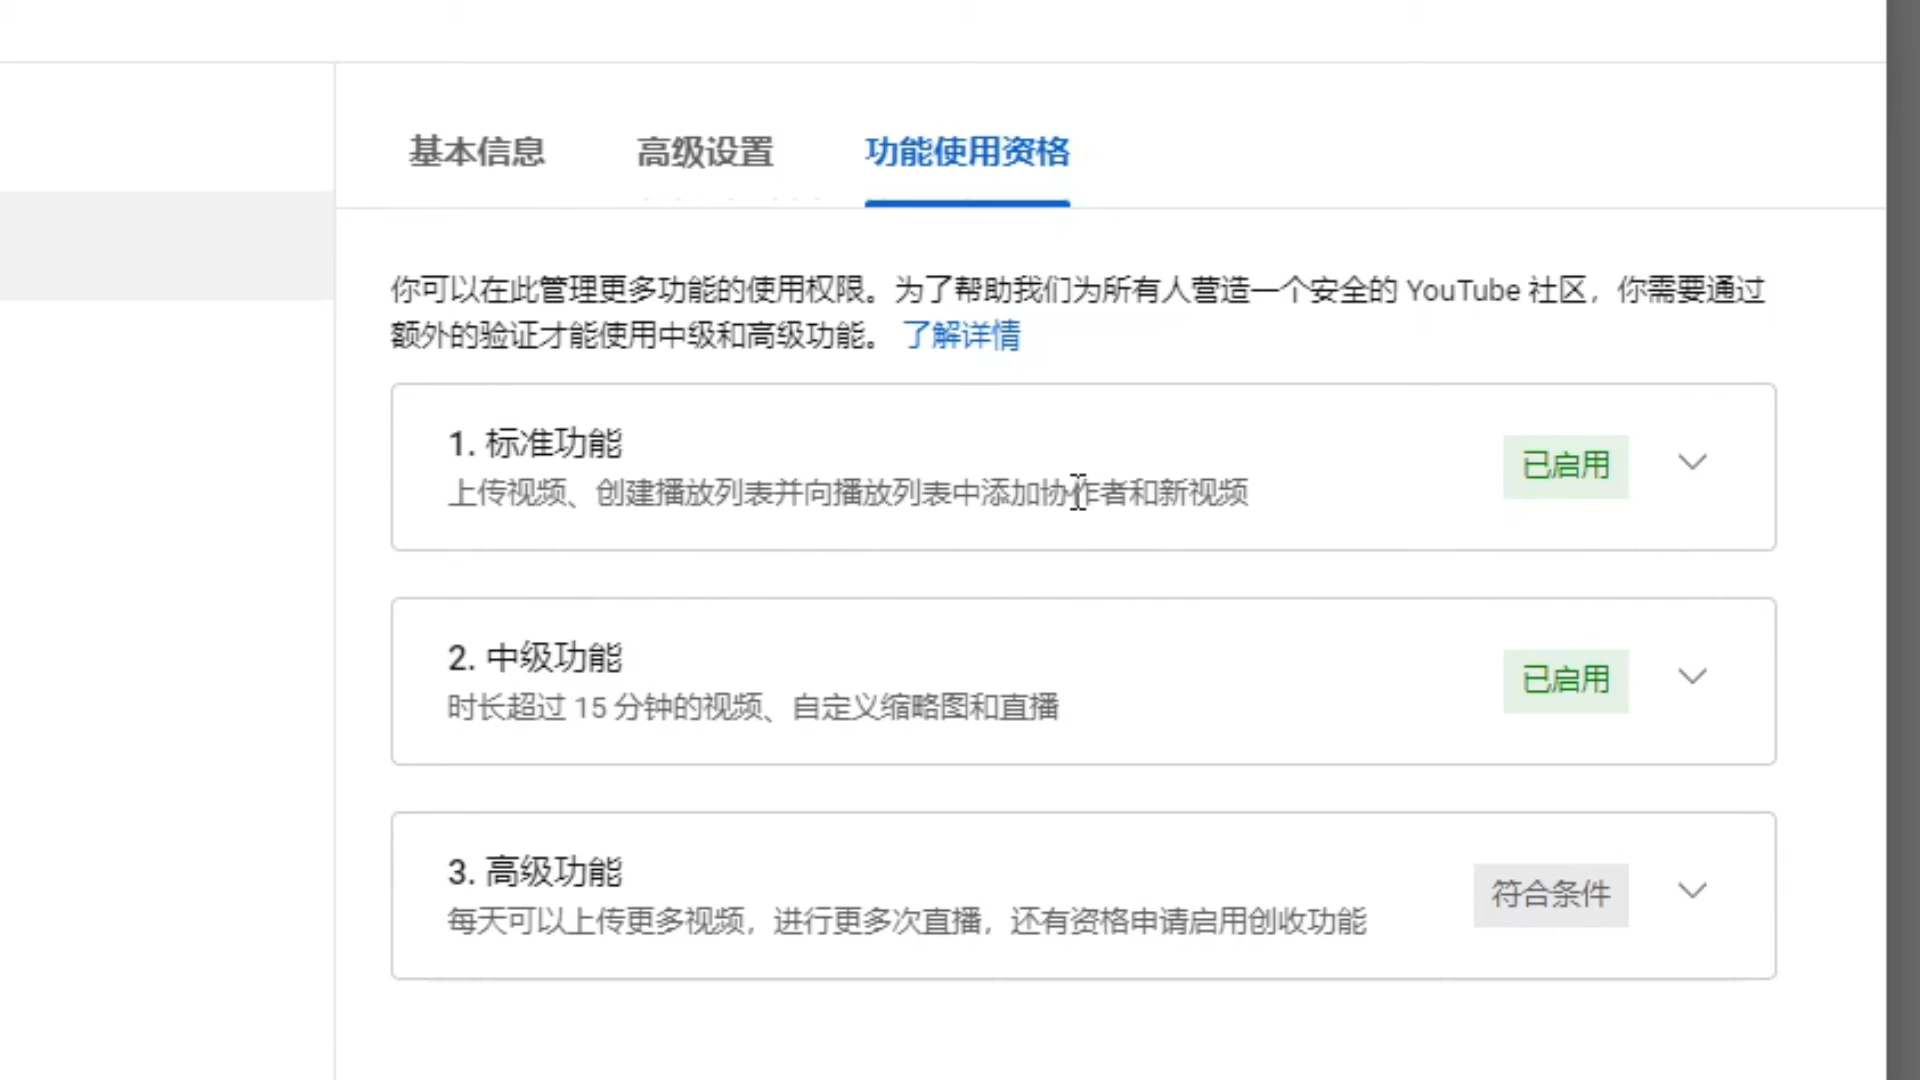 基本信息 高级设置 功能使用资格
你可以在此管理更多功能的使用权限。为了帮助我们为所有人营造一个安全的 YouTube 社区，你需要通过
额外的验证才能使用中级和高级功能。 了解详情
1. 标准功能
上传视频、创建播放列表并向播放列表中添加协作者和新视频
已启用
2. 中级功能
时长超过 15 分钟的视频、自定义缩略图和直播
已启用
3. 高级功能
每天可以上传更多视频，进行更多次直播，还有资格申请启用创收功能
符合条件